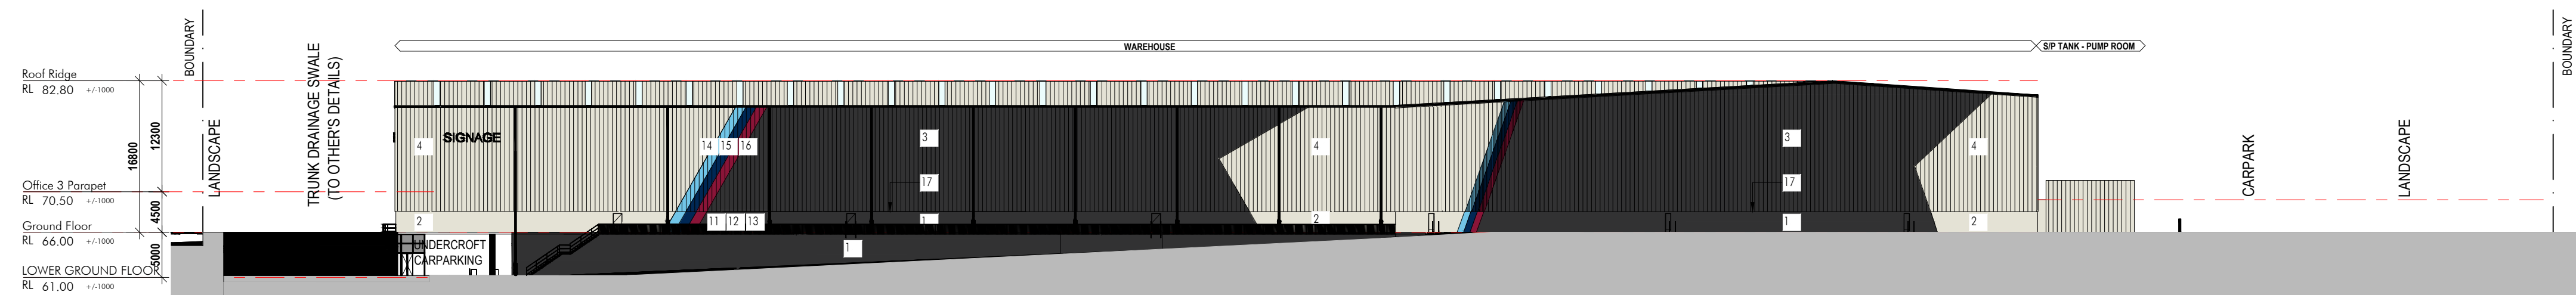 BOUNDARY
BOUNDARY
WAREHOUSE
S/P TANK - PUMP ROOM
Roof Ridge
RL 82.80 +/-1000
TRUNK DRAINAGE SWALE
(TO OTHER'S DETAILS)
LANDSCAPE
16800
12300
4 SIGNAGE
14 15 16
3
4
3
4
CARPARK
LANDSCAPE
Office 3 Parapet
RL 70.50 +/-1000
17
17
4500
2
11 12 13
1
2
1
2
Ground Floor
RL 66.00 +/-1000
UNDERCROFT
CARPARKING
1
5000
LOWER GROUND FLOOR
RL 61.00 +/-1000